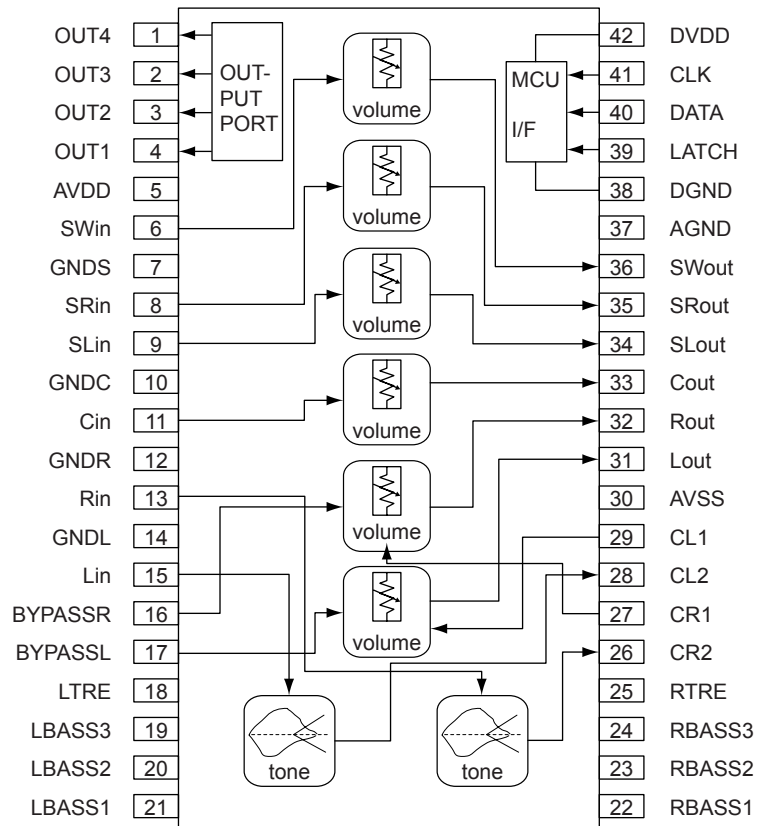 OUT4 1
OUT3 2
OUT2 3
OUT1 4
AVDD 5
SWin 6
GNDS 7
SRin 8
SLin 9
GNDC 10
Cin 11
GNDR 12
Rin 13
GNDL 14
Lin 15
BYPASSR 16
BYPASSL 17
LTRE 18
LBASS3 19
LBASS2 20
LBASS1 21
OUT-
PUT
PORT
volume
volume
volume
volume
volume
volume
tone
tone
MCU
I/F
42 DVDD
41 CLK
40 DATA
39 LATCH
38 DGND
37 AGND
36 SWout
35 SRout
34 SLout
33 Cout
32 Rout
31 Lout
30 AVSS
29 CL1
28 CL2
27 CR1
26 CR2
25 RTRE
24 RBASS3
23 RBASS2
22 RBASS1